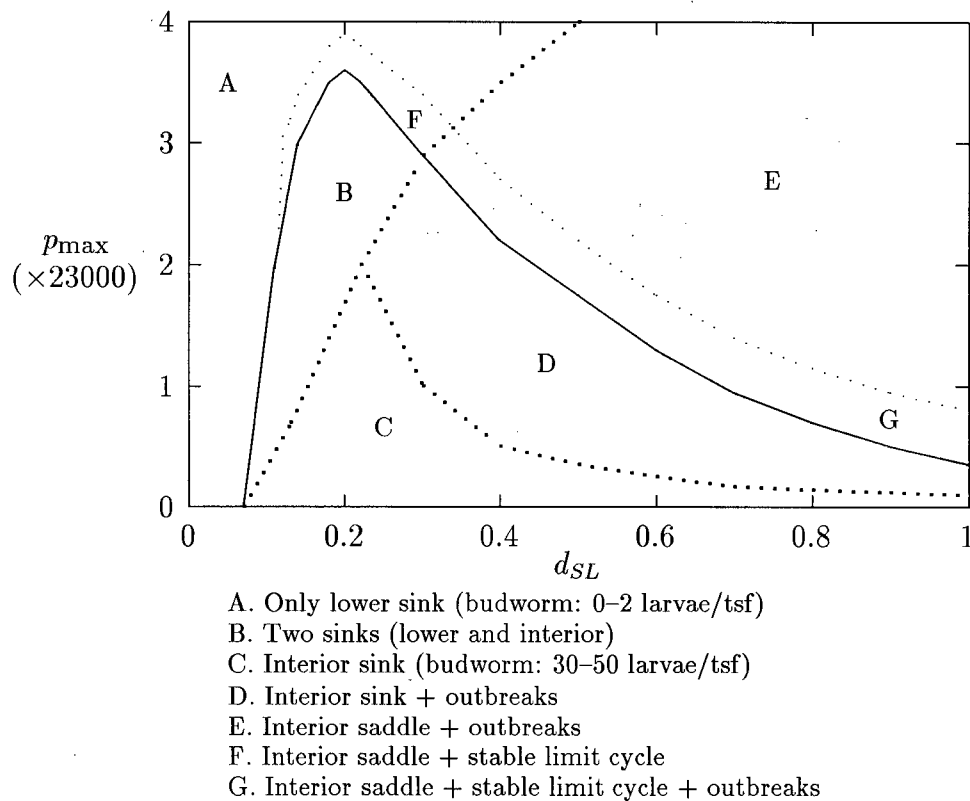 4
A
F
3
E
B
p_max
(×23000)
2
D
1
C
G
0
0 0.2 0.4 0.6 0.8 1
d_SL
A. Only lower sink (budworm: 0–2 larvae/tsf)
B. Two sinks (lower and interior)
C. Interior sink (budworm: 30–50 larvae/tsf)
D. Interior sink + outbreaks
E. Interior saddle + outbreaks
F. Interior saddle + stable limit cycle
G. Interior saddle + stable limit cycle + outbreaks